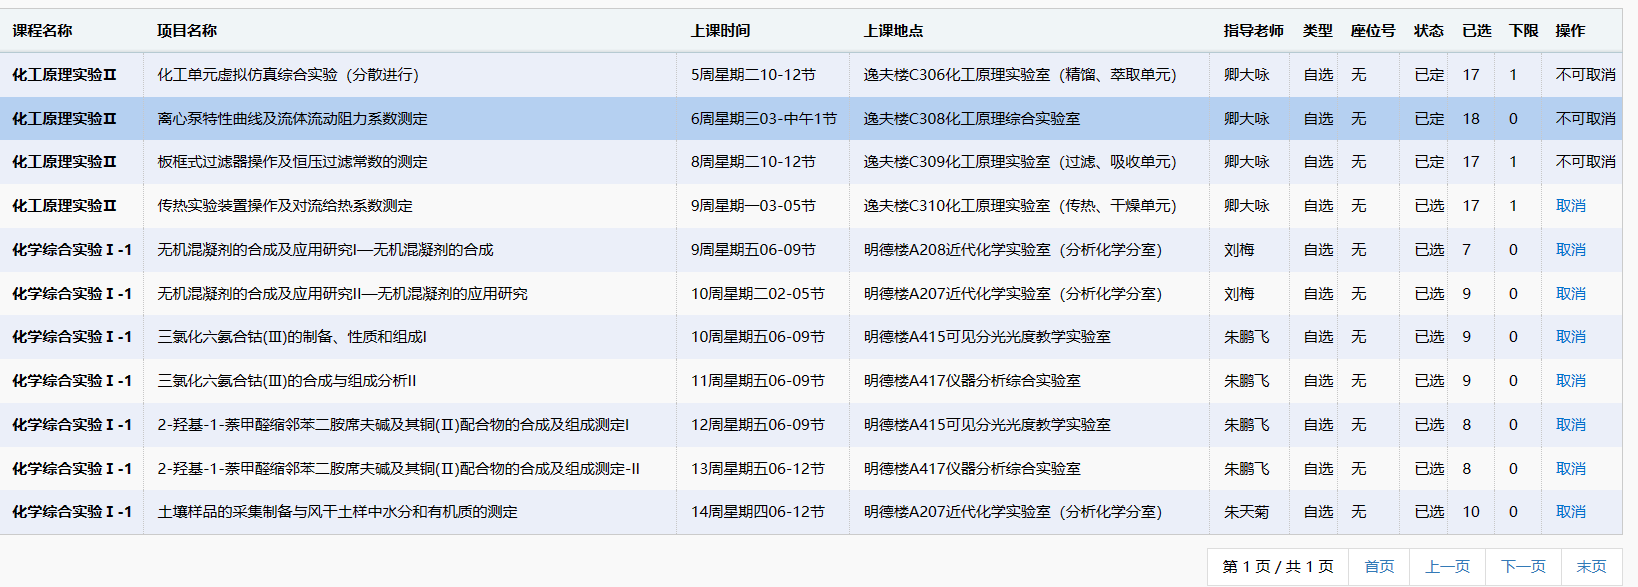 课程名称 项目名称 上课时间 上课地点 指导老师 类型 座位号 状态 已选 下限 操作
化工原理实验II 化工单元虚拟仿真综合实验（分散进行） 5周星期二10-12节 逸夫楼C306化工原理实验室（精馏、萃取单元） 卿大咏 自选 无 已定 17 1 不可取消
化工原理实验II 离心泵特性曲线及流体流动阻力系数测定 6周星期三03-中午1节 逸夫楼C308化工原理综合实验室 卿大咏 自选 无 已定 18 0 不可取消
化工原理实验II 板框式过滤器操作及恒压过滤常数的测定 8周星期二10-12节 逸夫楼C309化工原理实验室（过滤、吸收单元） 卿大咏 自选 无 已定 17 1 不可取消
化工原理实验II 传热实验装置操作及对流给热系数测定 9周星期一03-05节 逸夫楼C310化工原理实验室（传热、干燥单元） 卿大咏 自选 无 已选 17 1 取消
化学综合实验Ⅰ-1 无机混凝剂的合成及应用研究I—无机混凝剂的合成 9周星期五06-09节 明德楼A208近代化学实验室（分析化学分室） 刘梅 自选 无 已选 7 0 取消
化学综合实验Ⅰ-1 无机混凝剂的合成及应用研究II—无机混凝剂的应用研究 10周星期二02-05节 明德楼A207近代化学实验室（分析化学分室） 刘梅 自选 无 已选 9 0 取消
化学综合实验Ⅰ-1 三氯化六氨合钴(Ⅲ)的制备、性质和组成I 10周星期五06-09节 明德楼A415可见分光光度教学实验室 朱鹏飞 自选 无 已选 9 0 取消
化学综合实验Ⅰ-1 三氯化六氨合钴(Ⅲ)的合成与组成分析II 11周星期五06-09节 明德楼A417仪器分析综合实验室 朱鹏飞 自选 无 已选 9 0 取消
化学综合实验Ⅰ-1 2-羟基-1-萘甲醛缩邻苯二胺席夫碱及其铜(Ⅱ)配合物的合成及组成测定I 12周星期五06-09节 明德楼A415可见分光光度教学实验室 朱鹏飞 自选 无 已选 8 0 取消
化学综合实验Ⅰ-1 2-羟基-1-萘甲醛缩邻苯二胺席夫碱及其铜(Ⅱ)配合物的合成及组成测定-II 13周星期五06-12节 明德楼A417仪器分析综合实验室 朱鹏飞 自选 无 已选 8 0 取消
化学综合实验Ⅰ-1 土壤样品的采集制备与风干土样中水分和有机质的测定 14周星期四06-12节 明德楼A207近代化学实验室（分析化学分室） 朱天菊 自选 无 已选 10 0 取消
第 1 页 / 共 1 页 首页 上一页 下一页 末页